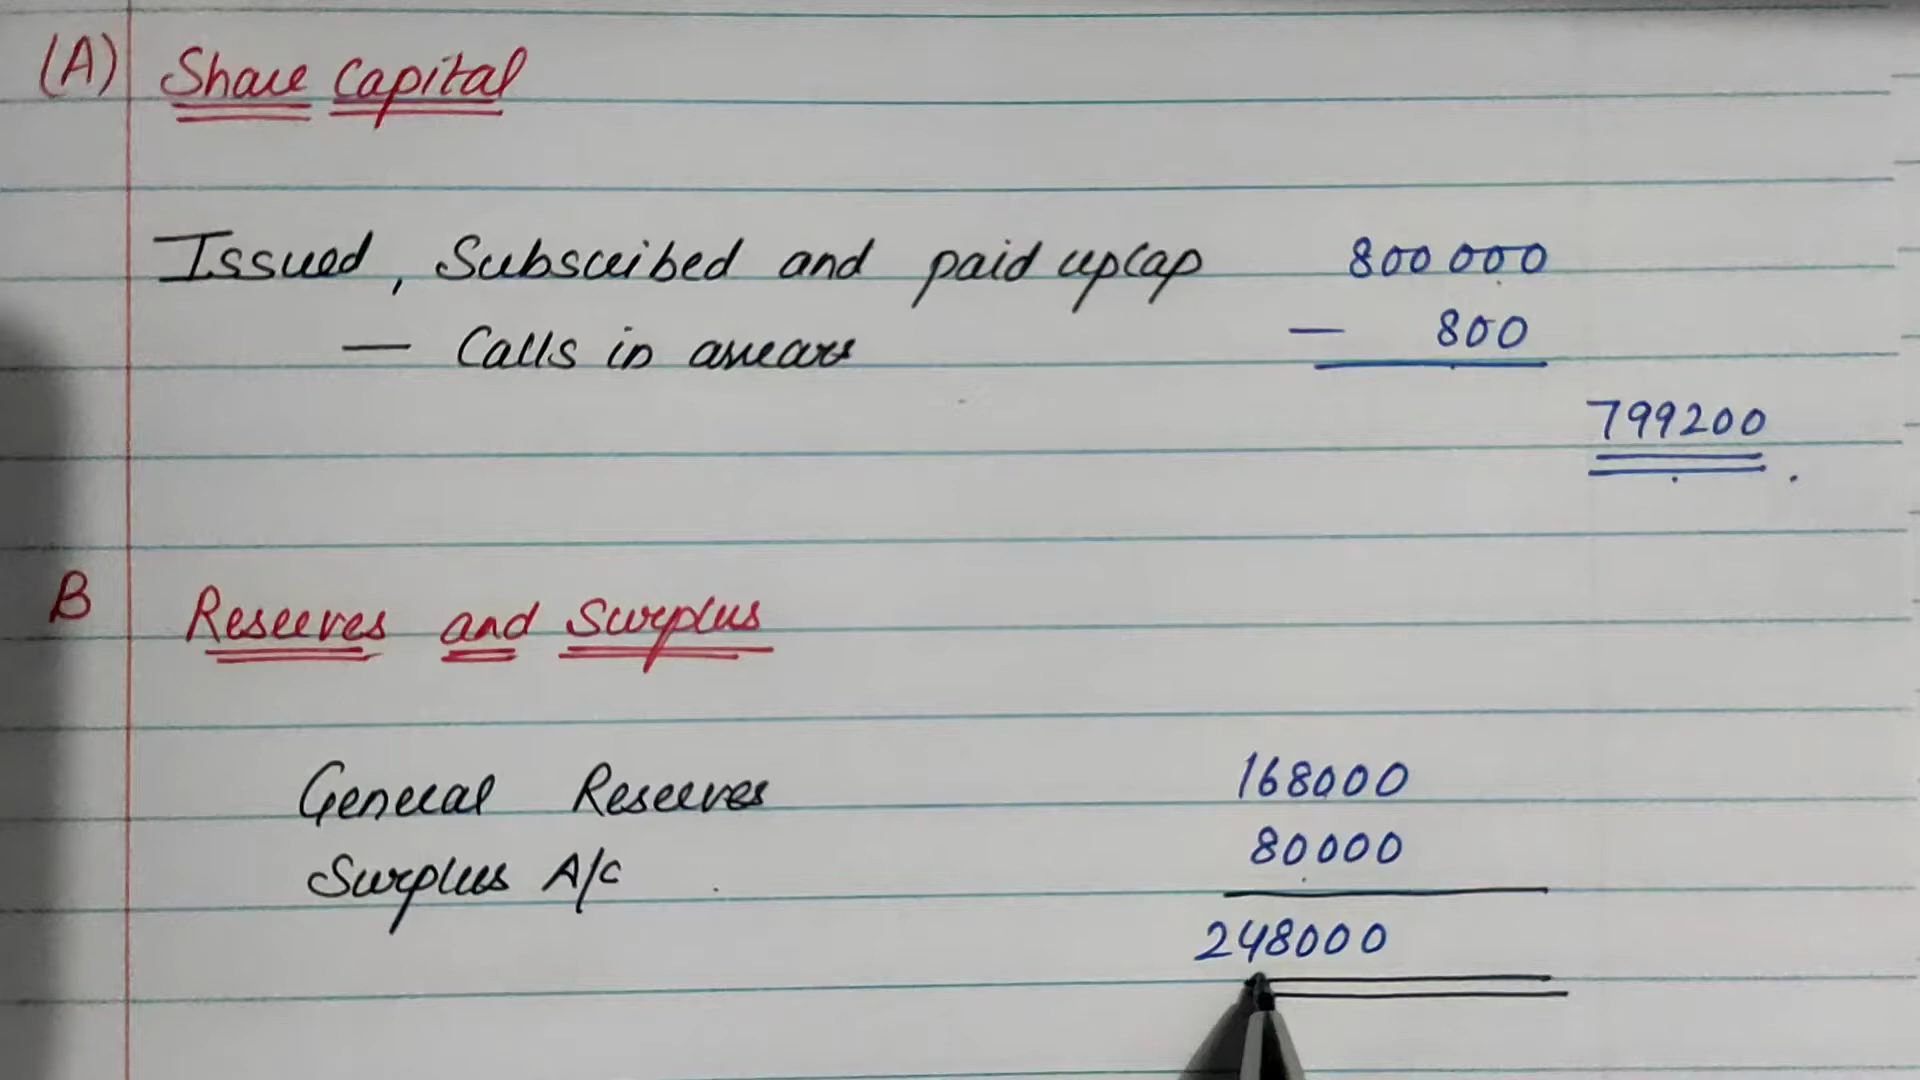 (A) Share Capital
Issued, Subscribed and paid up cap 800000
— Calls in arrears — 800
799200
B Reserves and Surplus
General Reserves 168000
Surplus A/C 80000
248000